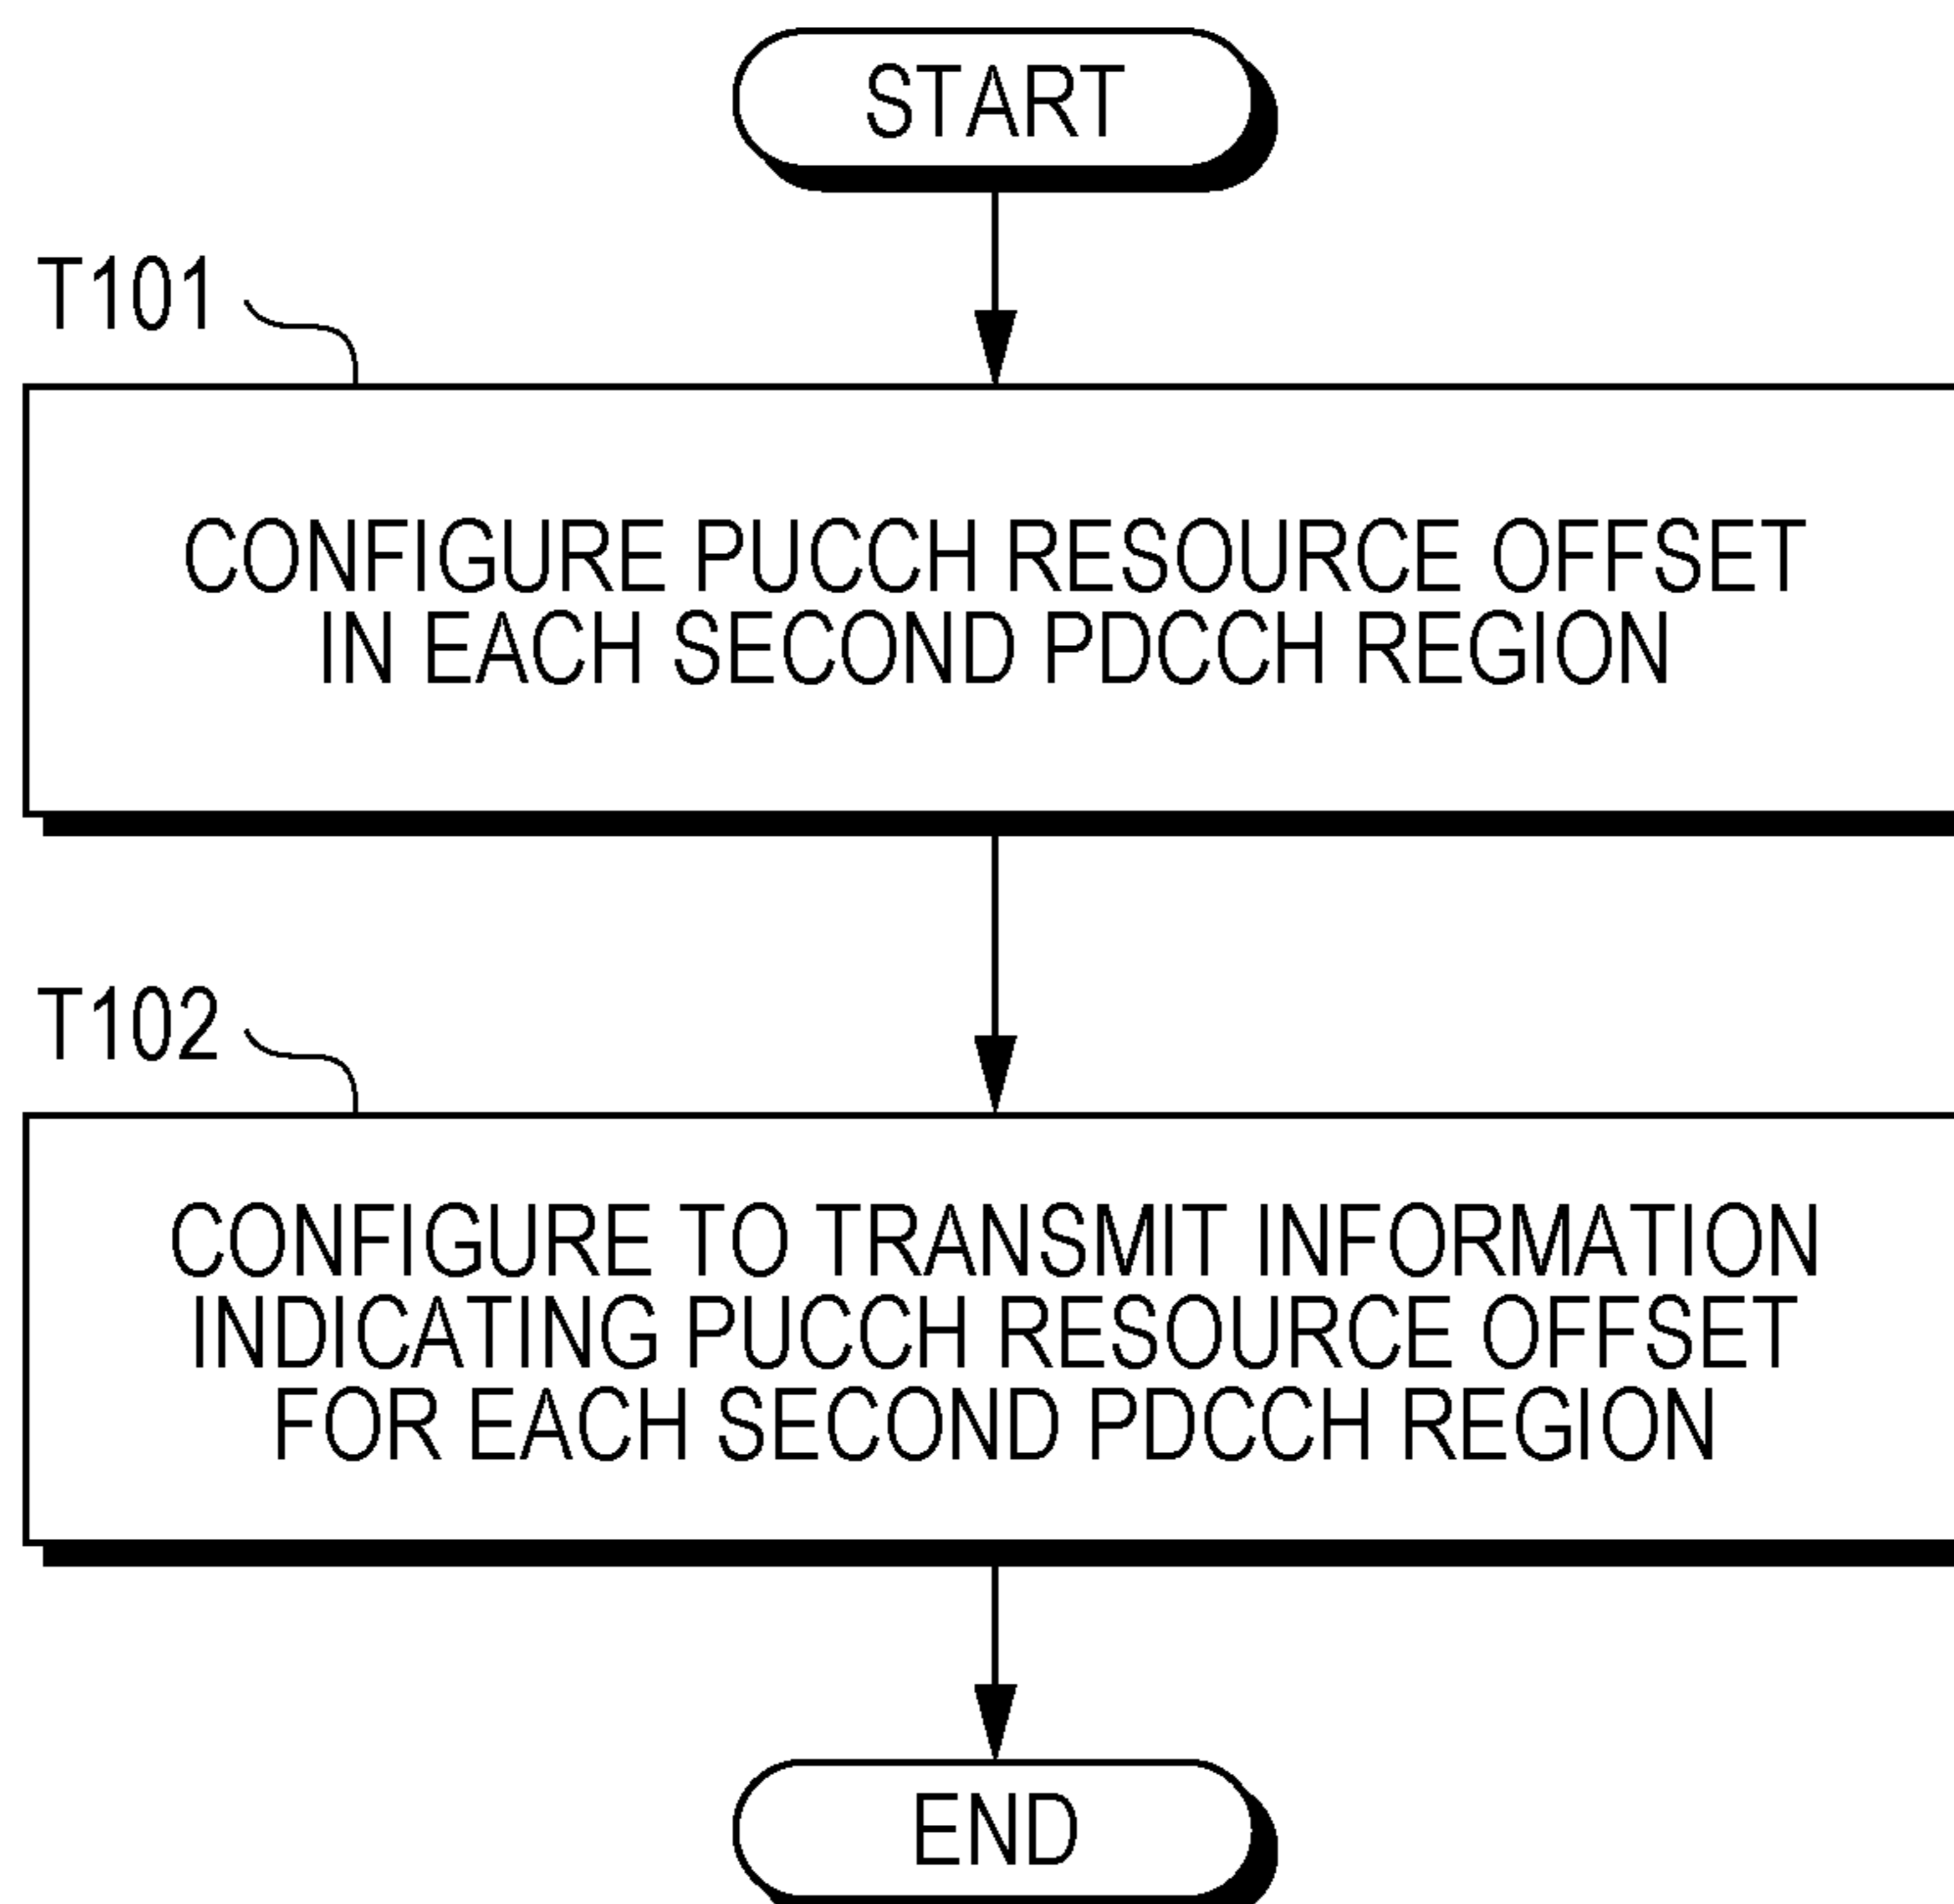 START
T101
CONFIGURE PUCCH RESOURCE OFFSET
IN EACH SECOND PDCCH REGION
T102
CONFIGURE TO TRANSMIT INFORMATION
INDICATING PUCCH RESOURCE OFFSET
FOR EACH SECOND PDCCH REGION
END